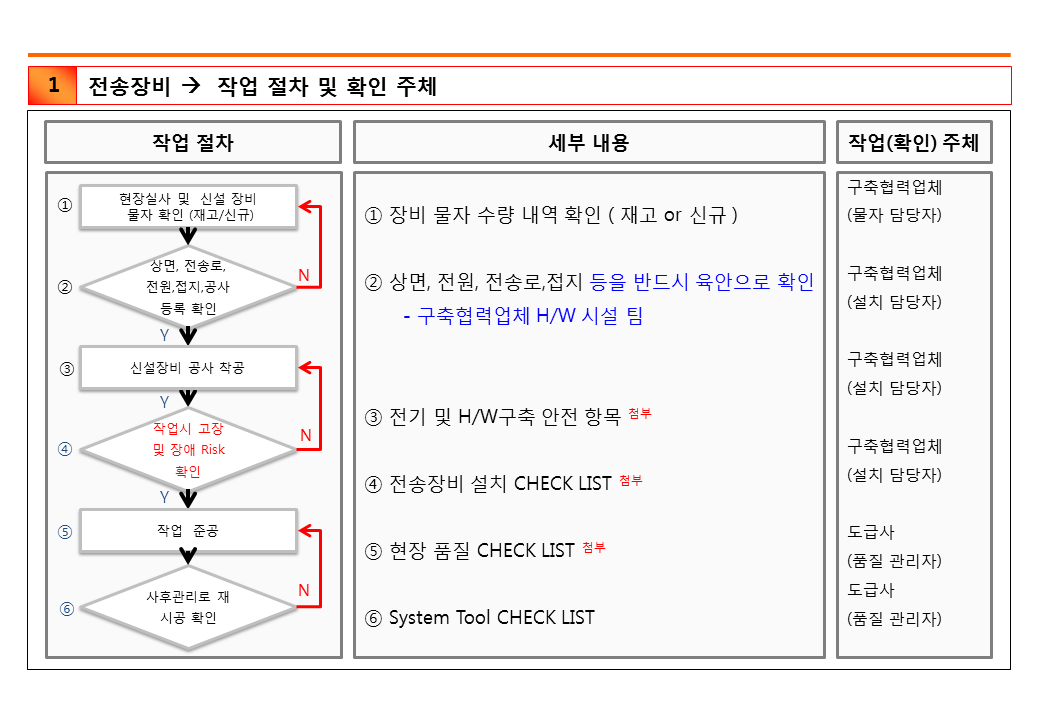 1
전송장비 → 작업 절차 및 확인 주체
작업 절차
세부 내용
작업(확인) 주체
①
현장실사 및 신설 장비
물자 확인 (재고/신규)
②
상면, 전송로,
전원,접지,공사
등록 확인
N
Y
③
신설장비 공사 착공
Y
④
작업시 고장
및 장애 Risk
확인
N
Y
⑤
작업 준공
⑥
사후관리로 재
시공 확인
N
① 장비 물자 수량 내역 확인 ( 재고 or 신규 )
② 상면, 전원, 전송로,접지 등을 반드시 육안으로 확인
- 구축협력업체 H/W 시설 팀
③ 전기 및 H/W구축 안전 항목 첨부
④ 전송장비 설치 CHECK LIST 첨부
⑤ 현장 품질 CHECK LIST 첨부
⑥ System Tool CHECK LIST
구축협력업체
(물자 담당자)
구축협력업체
(설치 담당자)
구축협력업체
(설치 담당자)
구축협력업체
(설치 담당자)
도급사
(품질 관리자)
도급사
(품질 관리자)